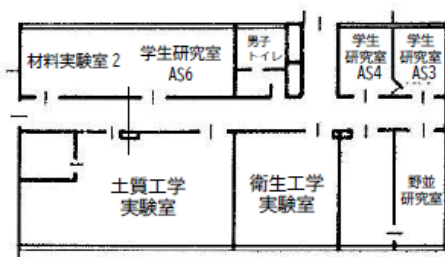 材料実験室2
学生研究室
AS6
男子
トイレ
学生
研究室
AS4
学生
研究室
AS3
土質工学
実験室
衛生工学
実験室
野並
研究室